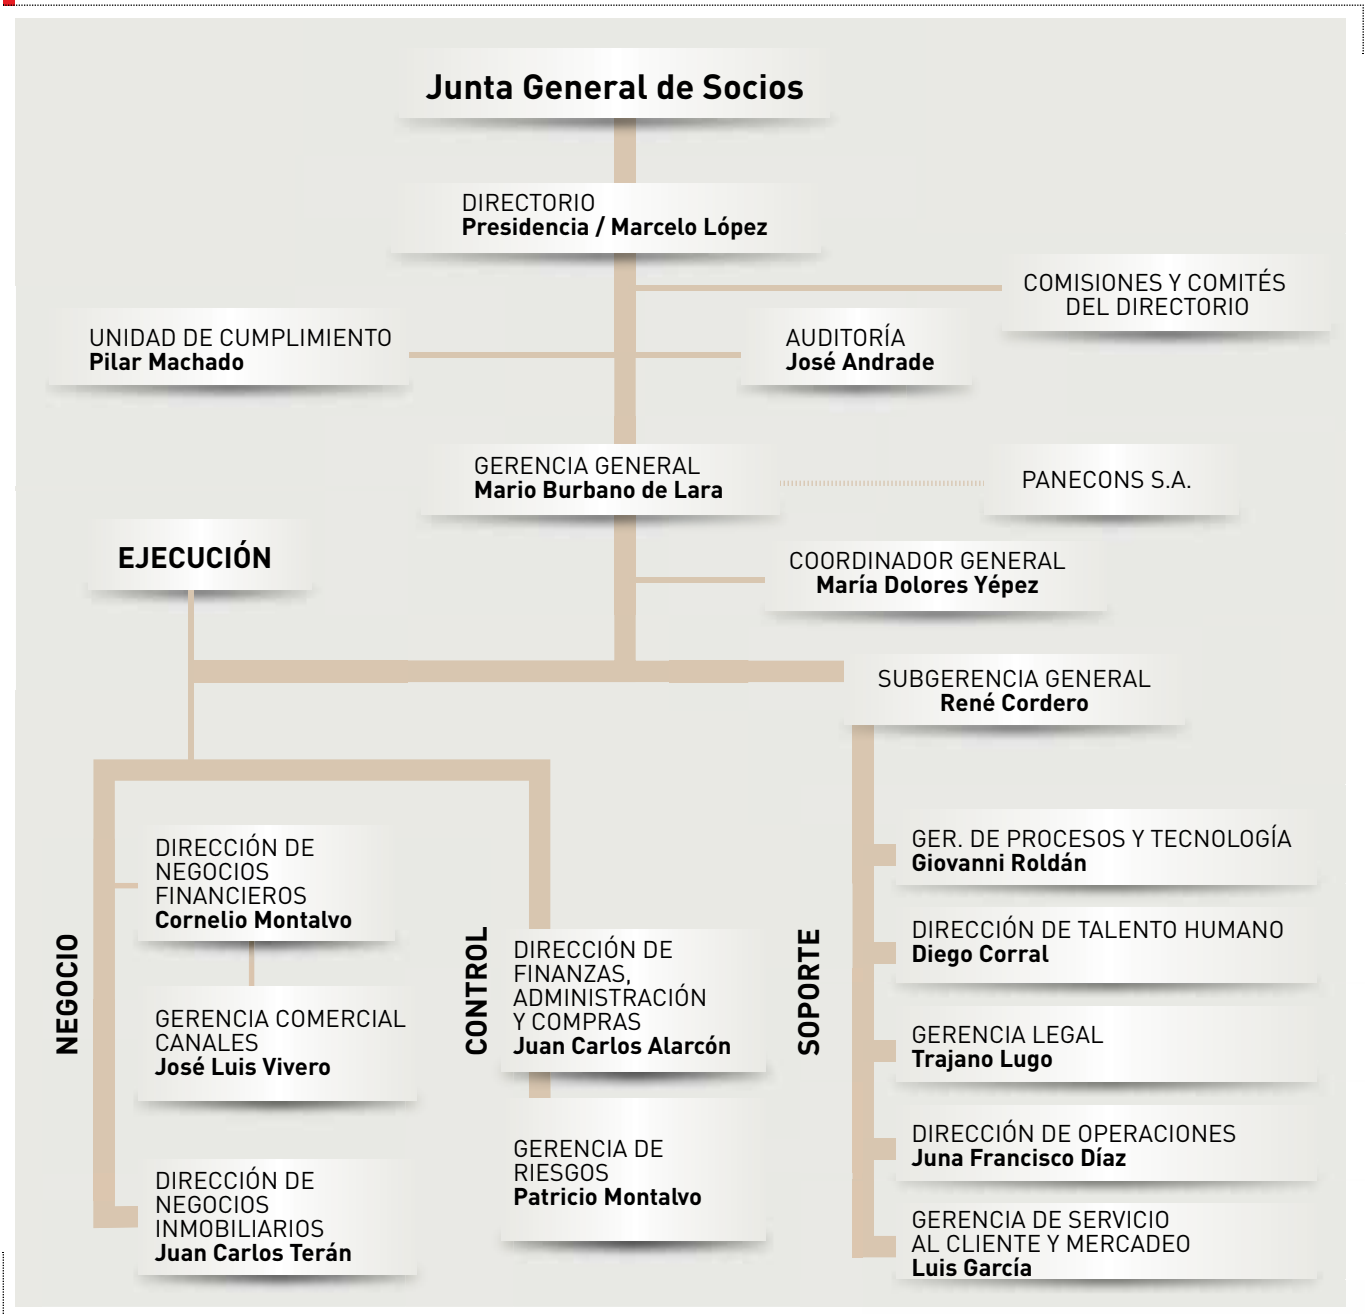 Junta General de Socios
DIRECTORIO
Presidencia / Marcelo López
COMISIONES Y COMITÉS
DEL DIRECTORIO
UNIDAD DE CUMPLIMIENTO
Pilar Machado
AUDITORÍA
José Andrade
GERENCIA GENERAL
Mario Burbano de Lara
PANECONS S.A.
EJECUCIÓN
COORDINADOR GENERAL
María Dolores Yépez
SUBGERENCIA GENERAL
René Cordero
NEGOCIO
DIRECCIÓN DE
NEGOCIOS
FINANCIEROS
Cornelio Montalvo
GERENCIA COMERCIAL
CANALES
José Luis Vivero
DIRECCIÓN DE
NEGOCIOS
INMOBILIARIOS
Juan Carlos Terán
CONTROL
DIRECCIÓN DE
FINANZAS,
ADMINISTRACIÓN
Y COMPRAS
Juan Carlos Alarcón
GERENCIA DE
RIESGOS
Patricio Montalvo
SOPORTE
GER. DE PROCESOS Y TECNOLOGÍA
Giovanni Roldán
DIRECCIÓN DE TALENTO HUMANO
Diego Corral
GERENCIA LEGAL
Trajano Lugo
DIRECCIÓN DE OPERACIONES
Juna Francisco Díaz
GERENCIA DE SERVICIO
AL CLIENTE Y MERCADEO
Luis García